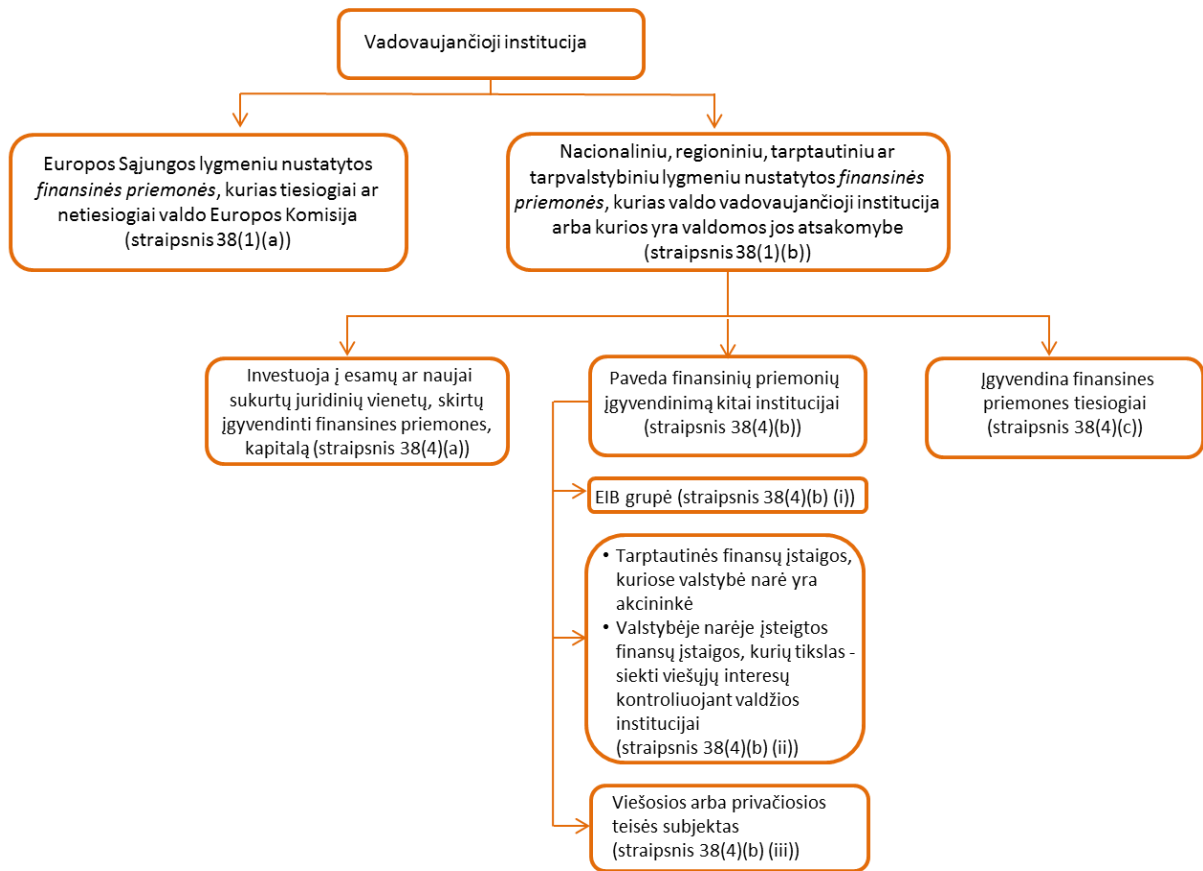 Vadovaujančioji institucija
Europos Sąjungos lygmeniu nustatytos
finansinės priemonės, kurias tiesiogiai ar
netiesiogiai valdo Europos Komisija
(straipsnis 38(1)(a))
Nacionaliniu, regioniniu, tarptautiniu ar
tarpvalstybiniu lygmeniu nustatytos finansinės
priemonės, kurias valdo vadovaujančioji institucija
arba kurios yra valdomos jos atsakomybe
(straipsnis 38(1)(b))
Investuoja į esamų ar naujai
sukurtų juridinių vienetų, skirtų
įgyvendinti finansines priemones,
kapitalą (straipsnis 38(4)(a))
Paveda finansinių priemonių
įgyvendinimą kitai institucijai
(straipsnis 38(4)(b))
Įgyvendina finansines
priemones tiesiogiai
(straipsnis 38(4)(c))
EIB grupė (straipsnis 38(4)(b) (i))
• Tarptautinės finansų įstaigos,
kuriose valstybė narė yra
akcininkė
• Valstybėje narėje įsteigtos
finansų įstaigos, kurių tikslas -
siekti viešųjų interesų
kontroliuojant valdžios
institucijai
(straipsnis 38(4)(b) (ii))
Viešosios arba privačiosios
teisės subjektas
(straipsnis 38(4)(b) (iii))